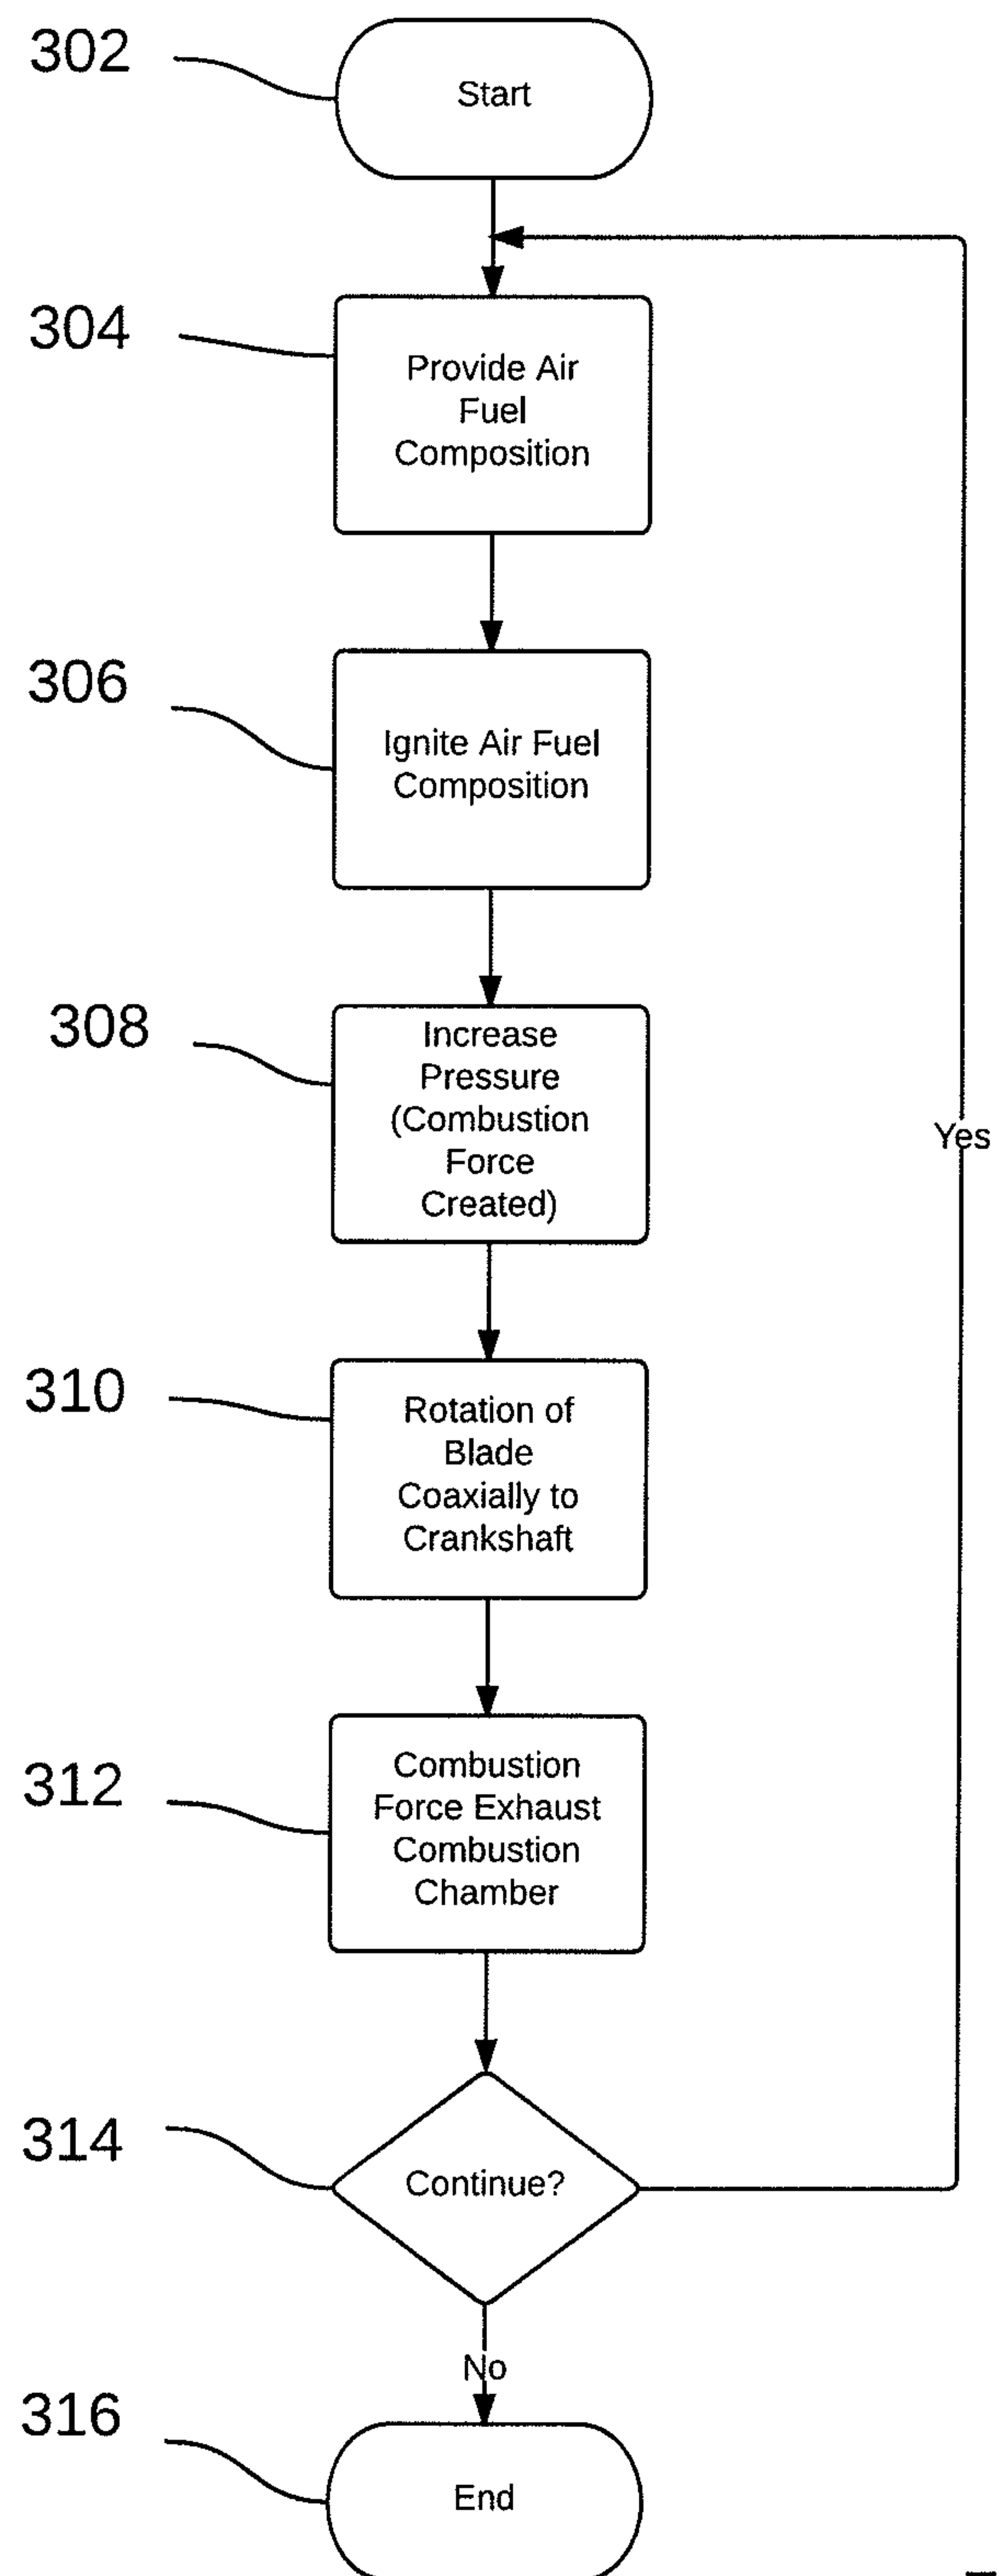 302
Start
304
Provide Air
Fuel
Composition
306
Ignite Air Fuel
Composition
308
Increase
Pressure
(Combustion
Force
Created)
Yes
310
Rotation of
Blade
Coaxially to
Crankshaft
312
Combustion
Force Exhaust
Combustion
Chamber
314
Continue?
No
316
End